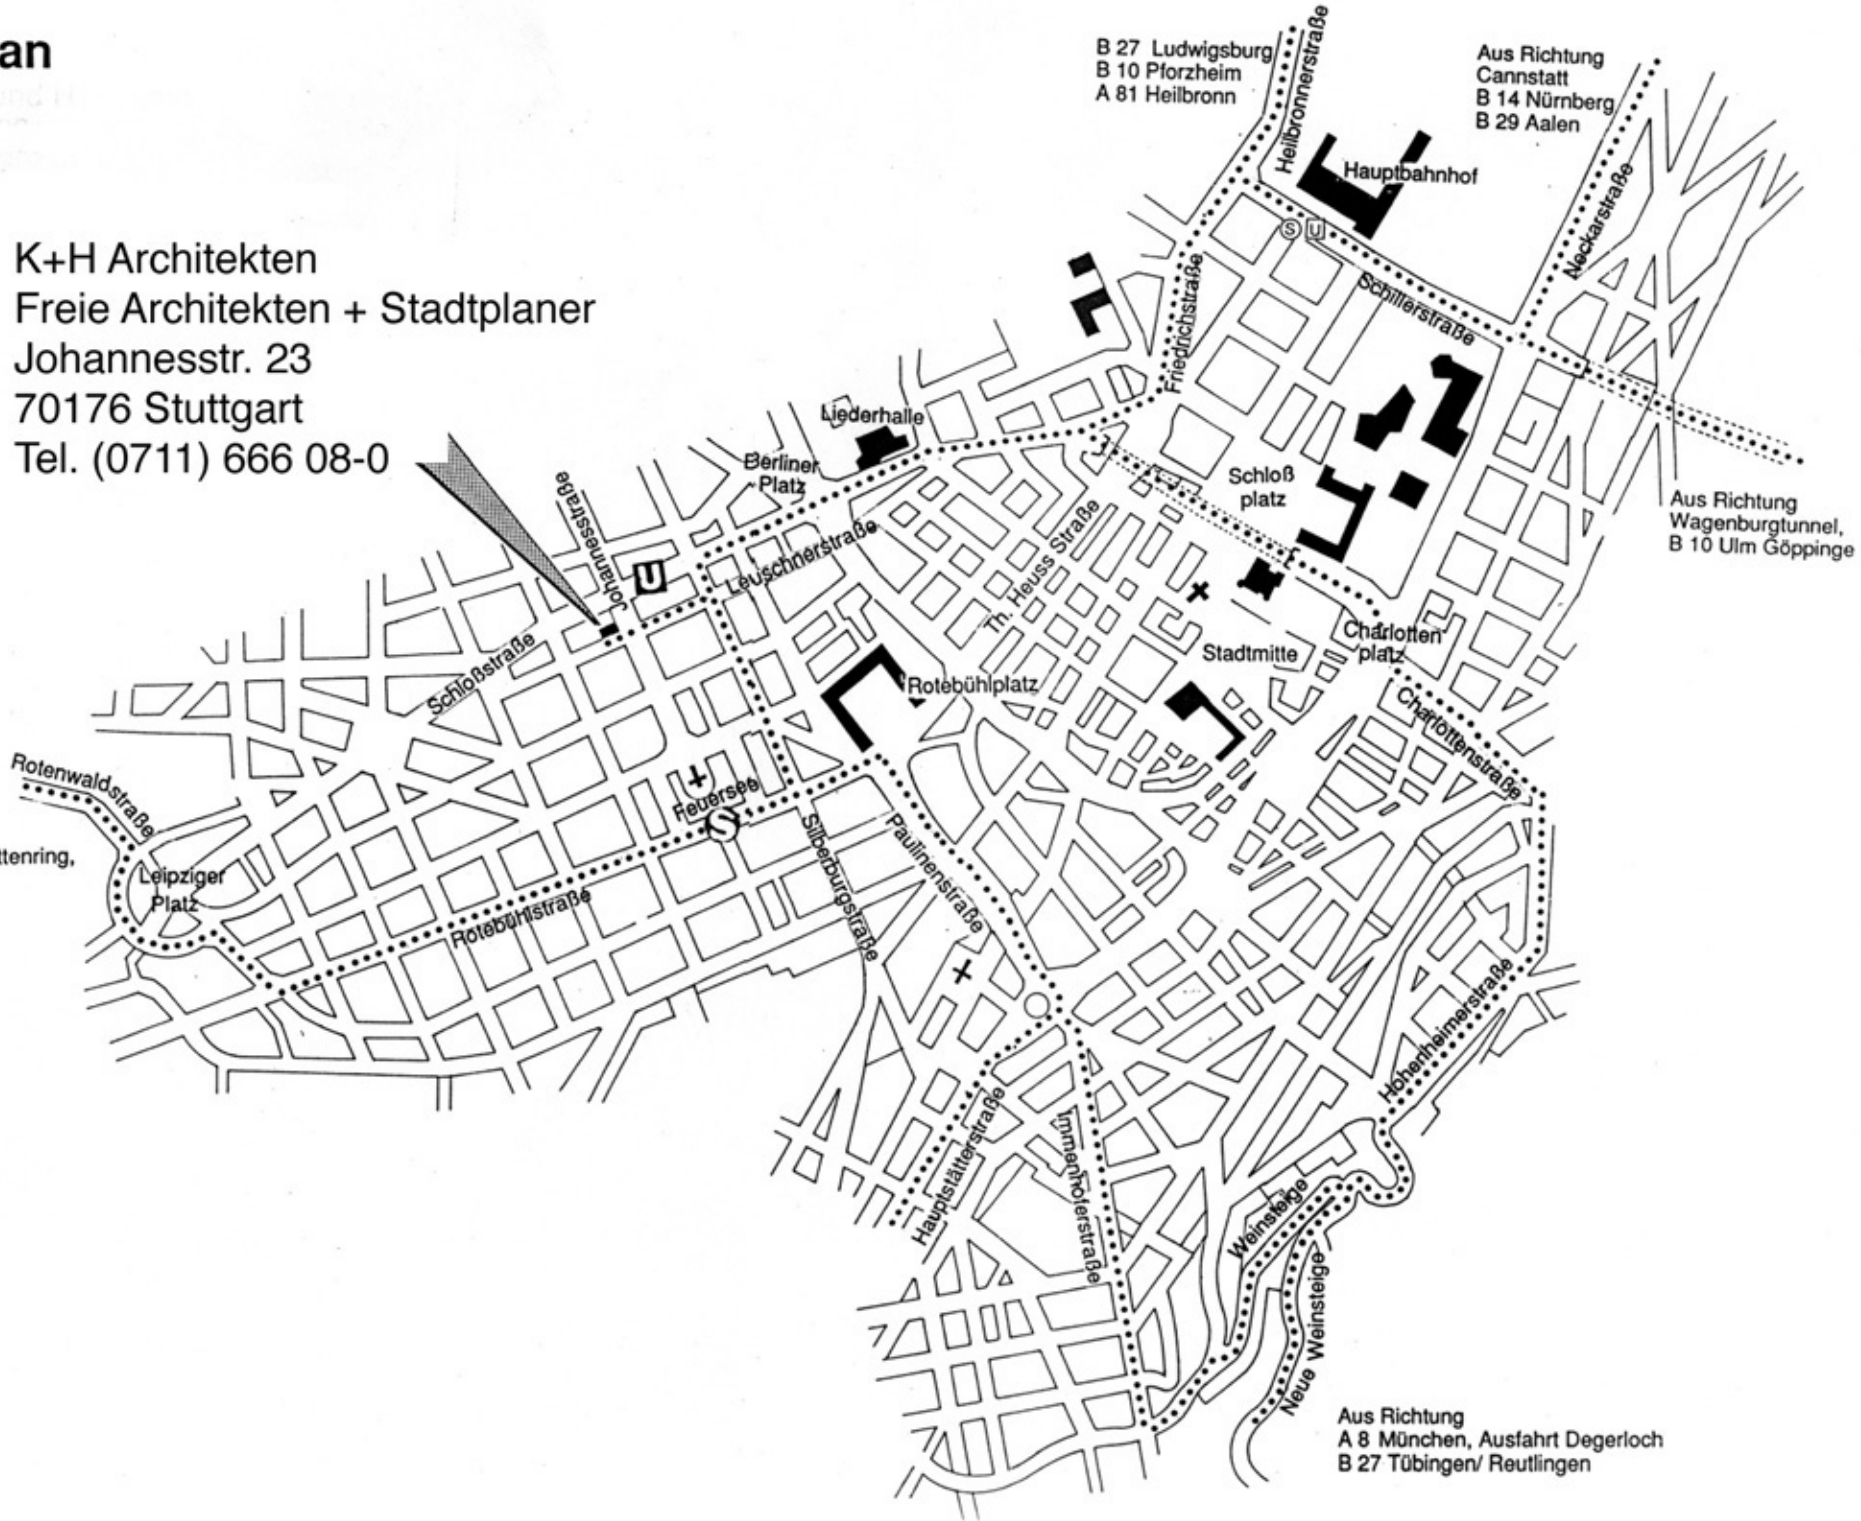 an
K+H Architekten
Freie Architekten + Stadtplaner
Johannesstr. 23
70176 Stuttgart
Tel. (0711) 666 08-0
B 27 Ludwigsburg
B 10 Pforzheim
A 81 Heilbronn
Heilbronnerstraße
Aus Richtung
Cannstatt
B 14 Nürnberg
B 29 Aalen
Hauptbahnhof
Neckarstraße
S U
Schillerstraße
Friedrichstraße
Liederhalle
Berliner
Platz
Schloß
platz
Johannesstraße
U
Leuschnerstraße
Th. Heuss Straße
Aus Richtung
Wagenburgtunnel,
B 10 Ulm Göppinge
Charlotten
platz
Stadtmitte
Schloßstraße
Rotebühlplatz
Charlottenstraße
Rotenwaldstraße
Feuersee
S
ttenring,
Leipziger
Platz
Silberburgstraße
Paulinenstraße
Rotebühlstraße
Hohenheimerstraße
Hauptstätterstraße
Immenhoferstraße
Weinsteige
Neue Weinsteige
Aus Richtung
A 8 München, Ausfahrt Degerloch
B 27 Tübingen/ Reutlingen